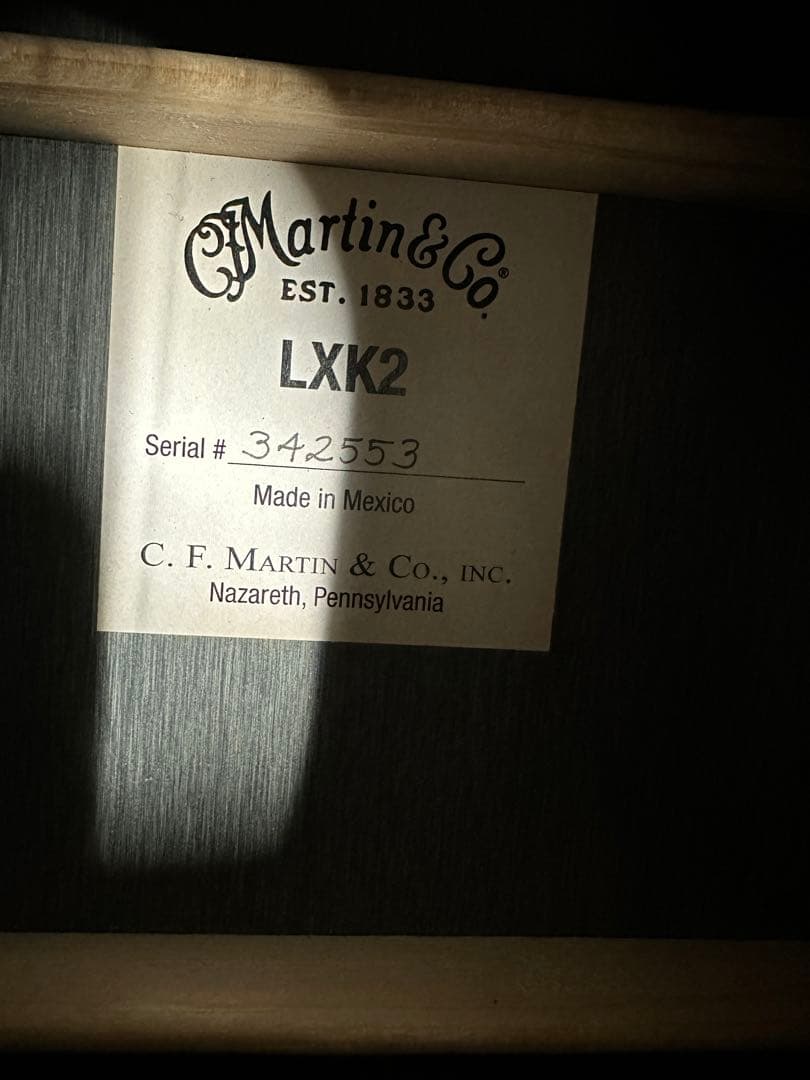 CFMartin & Co.®
EST. 1833
LXK2
Serial # 342553
Made in Mexico
C. F. MARTIN & CO., INC.
Nazareth, Pennsylvania